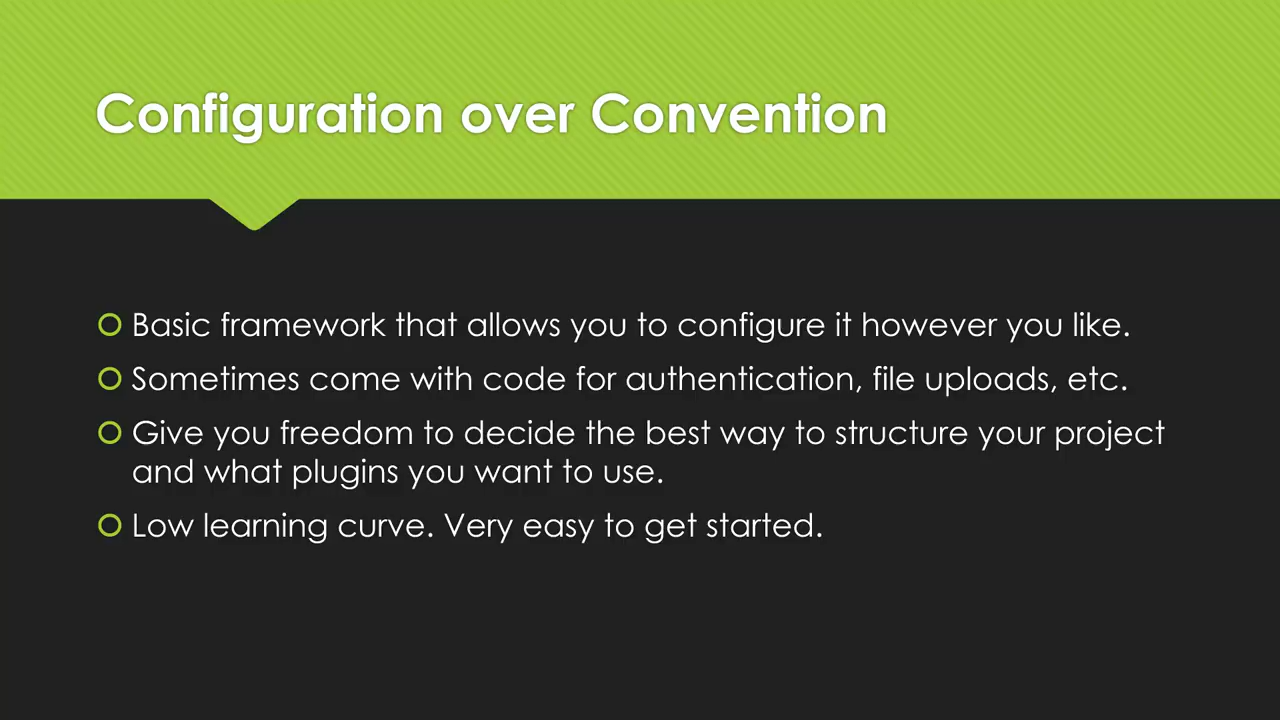 Configuration over Convention
Basic framework that allows you to configure it however you like.
Sometimes come with code for authentication, file uploads, etc.
Give you freedom to decide the best way to structure your project
and what plugins you want to use.
Low learning curve. Very easy to get started.